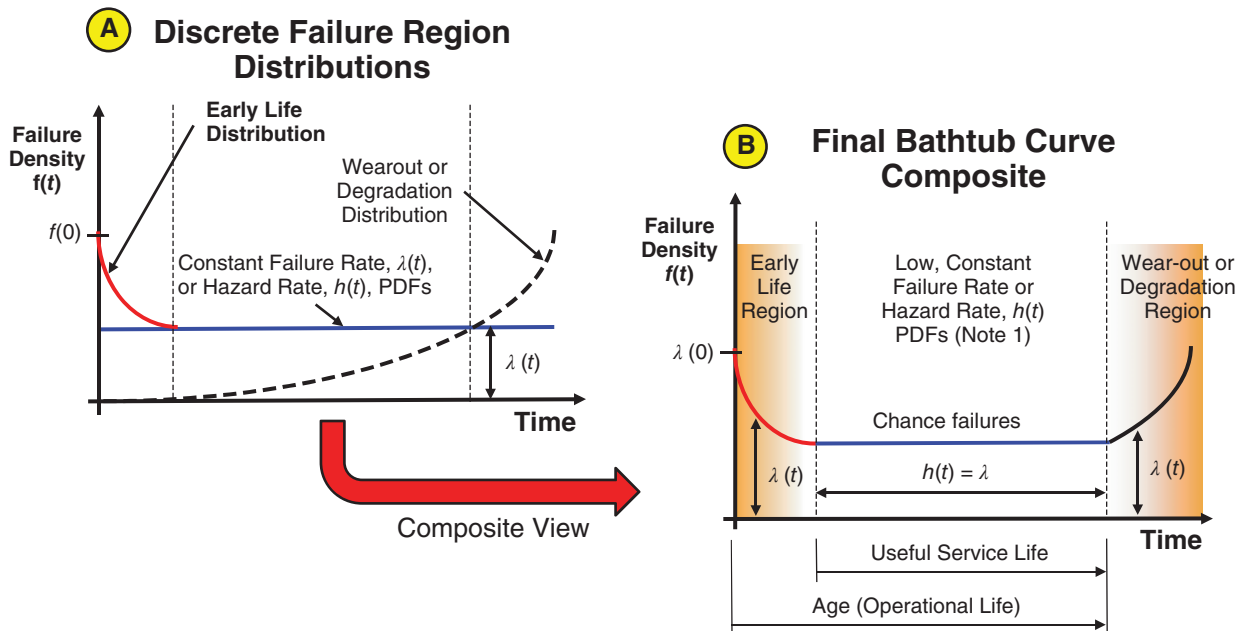 A
Discrete Failure Region
Distributions
Failure
Density
f(t)
Early Life
Distribution
Wearout or
Degradation
Distribution
f(0)
Constant Failure Rate, λ(t),
or Hazard Rate, h(t), PDFs
λ (t)
Time
Composite View
B
Final Bathtub Curve
Composite
Failure
Density
f(t)
Early
Life
Region
Low, Constant
Failure Rate or
Hazard Rate, h(t)
PDFs (Note 1)
Wear-out or
Degradation
Region
λ (0)
Chance failures
λ (t)
h(t) = λ
λ (t)
Time
Useful Service Life
Age (Operational Life)